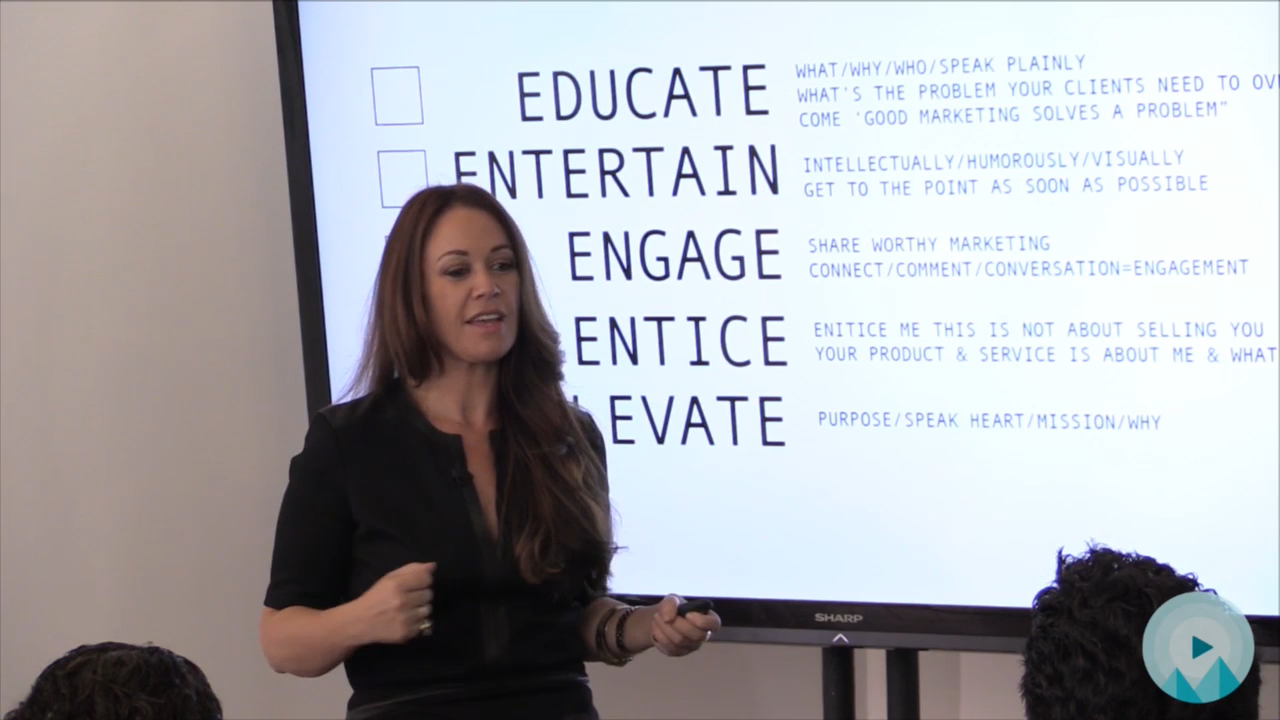 EDUCATE
WHAT/WHY/WHO/SPEAK PLAINLY
WHAT'S THE PROBLEM YOUR CLIENTS NEED TO OV
COME 'GOOD MARKETING SOLVES A PROBLEM"
ENTERTAIN
INTELLECTUALLY/HUMOROUSLY/VISUALLY
GET TO THE POINT AS SOON AS POSSIBLE
ENGAGE
SHARE WORTHY MARKETING
CONNECT/COMMENT/CONVERSATION=ENGAGEMENT
ENTICE
ENITICE ME THIS IS NOT ABOUT SELLING YOU
YOUR PRODUCT & SERVICE IS ABOUT ME & WHAT
LEVATE
PURPOSE/SPEAK HEART/MISSION/WHY
SHARP